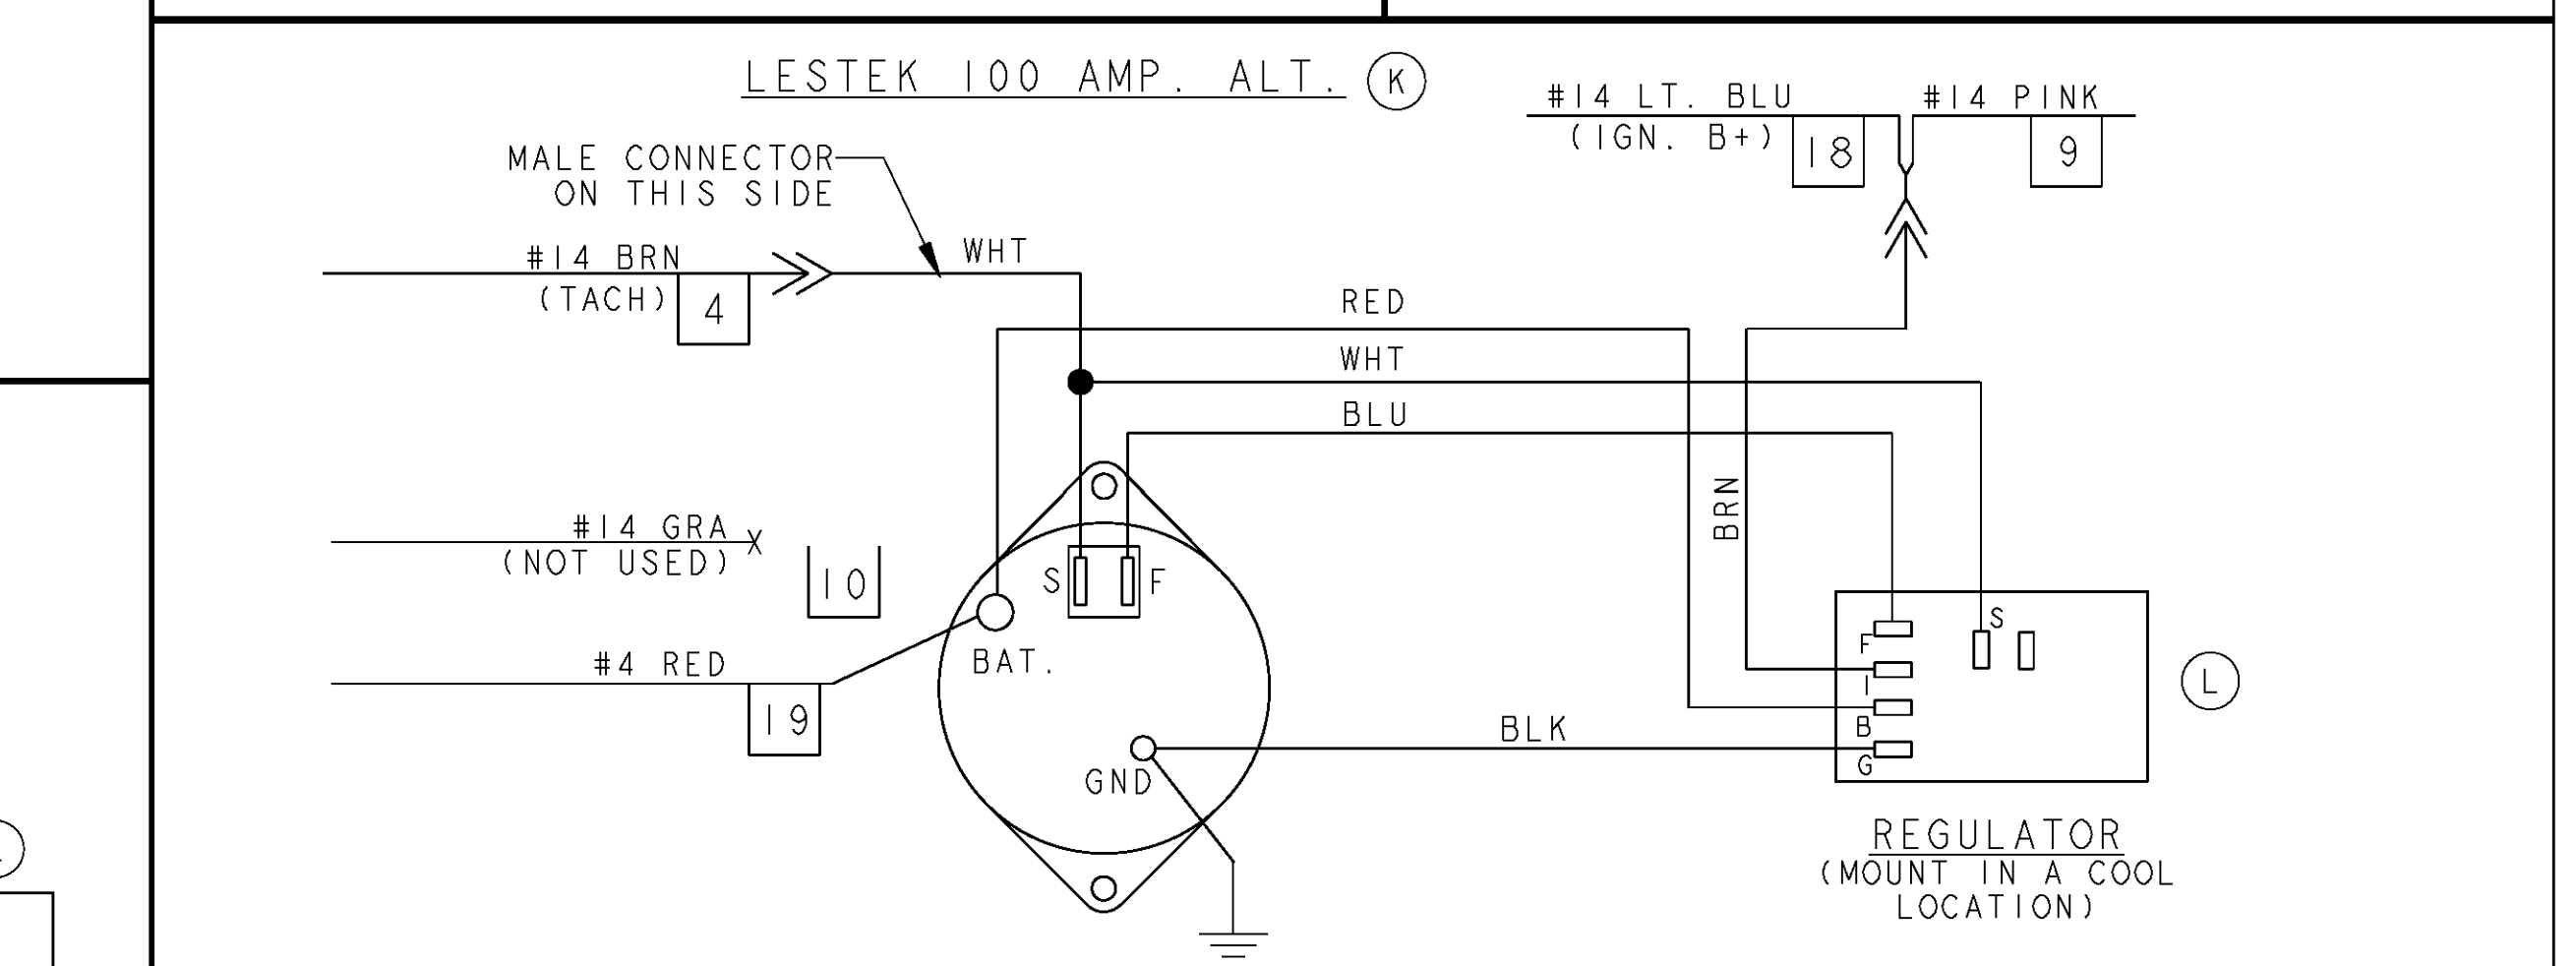 LESTEK 100 AMP. ALT. K
#14 LT. BLU
(IGN. B+)
18
#14 PINK
9
MALE CONNECTOR
ON THIS SIDE
#14 BRN
(TACH)
4
WHT
RED
WHT
BLU
BRN
#14 GRA X
(NOT USED)
10
S F
BAT.
#4 RED
19
GND
BLK
F
I
B
G
S
L
REGULATOR
(MOUNT IN A COOL
LOCATION)